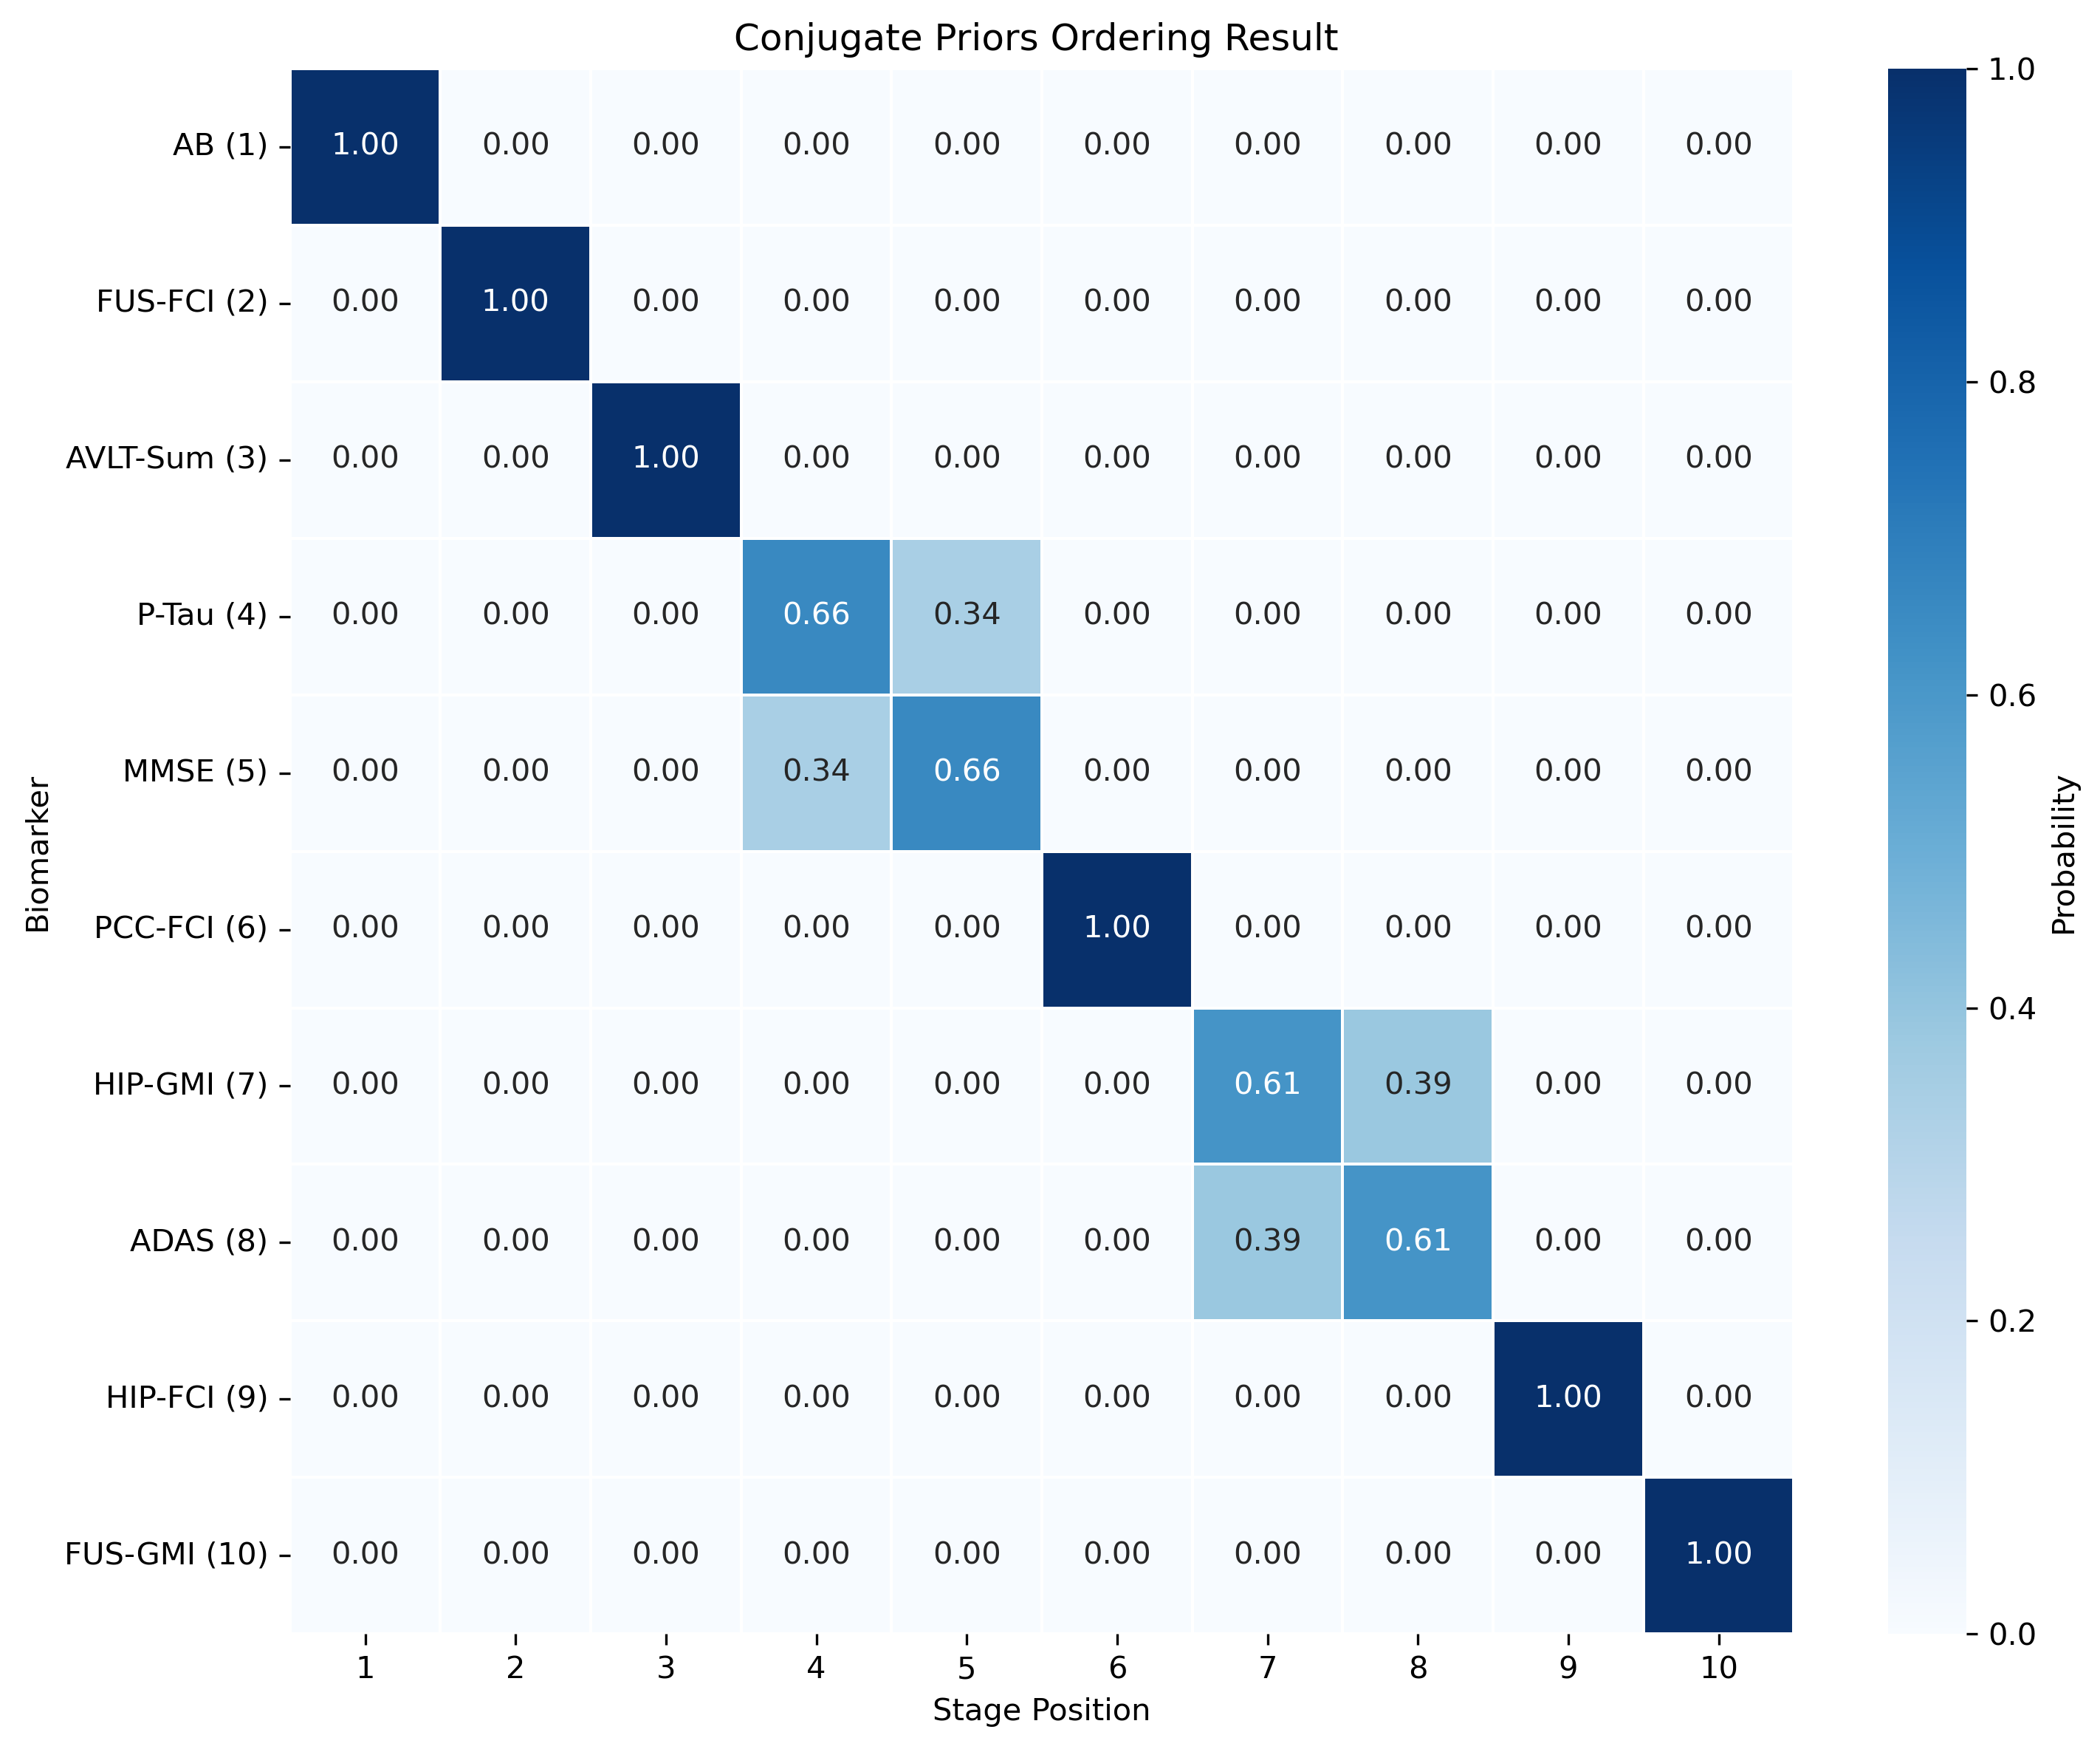 Conjugate Priors Ordering Result
AB (1) 1.00 0.00 0.00 0.00 0.00 0.00 0.00 0.00 0.00 0.00
FUS-FCI (2) 0.00 1.00 0.00 0.00 0.00 0.00 0.00 0.00 0.00 0.00
AVLT-Sum (3) 0.00 0.00 1.00 0.00 0.00 0.00 0.00 0.00 0.00 0.00
P-Tau (4) 0.00 0.00 0.00 0.66 0.34 0.00 0.00 0.00 0.00 0.00
MMSE (5) 0.00 0.00 0.00 0.34 0.66 0.00 0.00 0.00 0.00 0.00
PCC-FCI (6) 0.00 0.00 0.00 0.00 0.00 1.00 0.00 0.00 0.00 0.00
HIP-GMI (7) 0.00 0.00 0.00 0.00 0.00 0.00 0.61 0.39 0.00 0.00
ADAS (8) 0.00 0.00 0.00 0.00 0.00 0.00 0.39 0.61 0.00 0.00
HIP-FCI (9) 0.00 0.00 0.00 0.00 0.00 0.00 0.00 0.00 1.00 0.00
FUS-GMI (10) 0.00 0.00 0.00 0.00 0.00 0.00 0.00 0.00 0.00 1.00
1 2 3 4 5 6 7 8 9 10
Stage Position
Biomarker
1.0
0.8
0.6
0.4
0.2
0.0
Probability